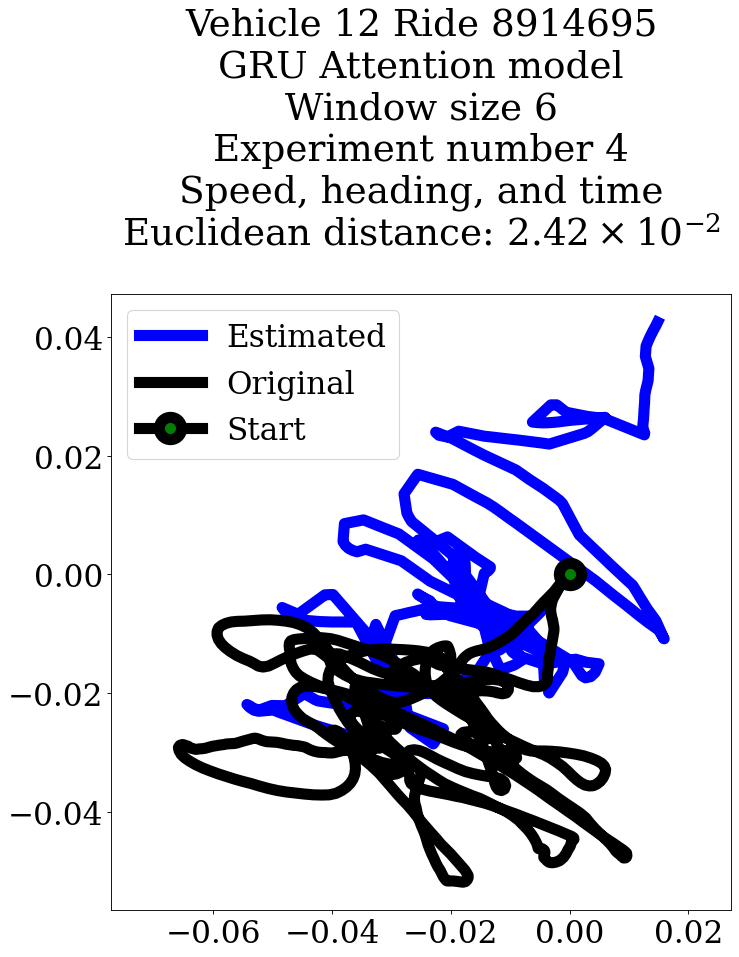 Vehicle 12 Ride 8914695
GRU Attention model
Window size 6
Experiment number 4
Speed, heading, and time
Euclidean distance: 2.42 × 10⁻²
Estimated
Original
Start
0.04
0.02
0.00
−0.02
−0.04
−0.06 −0.04 −0.02 0.00 0.02